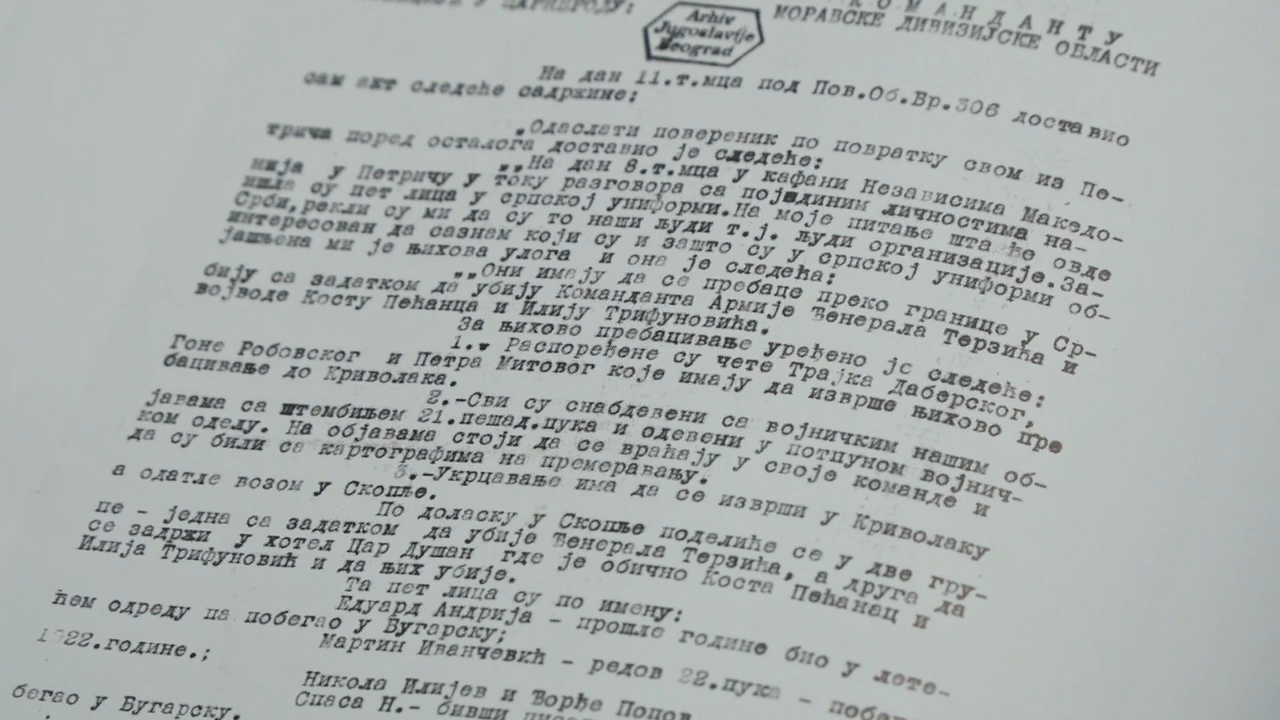 К О М А Н Д А Н Т У
МОРАВСКЕ ДИВИЗИЈСКЕ ОБЛАСТИ
У ЦАРИБРОДУ:
Arhiv
Jugoslavije
Beograd
На дан 11.т.мца под Пов.Об.Бр.306 доставио
сам акт следеће садржине:
„Одаслати повереник по повратку свом из Пе-
трича поред осталога доставио је следеће:
„„На дан 8.т.мца у кафани Независима Македо-
нија у Петричу у току разговора са појединим личностима на-
ишла су пет лица у српској униформи.На моје питање шта ће овде
Срби,рекли су ми да су то наши људи т.ј. људи организације.За-
интересован да сазнам који су и зашто су у српској униформи об-
јашњена ми је њихова улога и она је следећа:
„„Они имају да се пребаце преко границе у Ср-
бију са задатком да убију Команданта Армије Ђенерала Терзића и
војводе Косту Пећанца и Илију Трифуновића.
За њихово пребацивање уређено је следеће:
1.- Распоређене су чете Трајка Даберског,
Гоне Робовског и Петра Митовог које имају да изврше њихово пре
бацивање до Криволака.
2.-Сви су снабдевени са војничким нашим об-
јавама са штембиљем 21.пешад.пука и одевени у потпуном војнич-
ком оделу. На објавама стоји да се враћају у своје команде и
да су били са картографима на премеравању.
3.-Укрцавање има да се изврши у Криволаку
а одатле возом у Скопље.
По доласку у Скопље поделиће се у две гру-
пе - једна са задатком да убије Ђенерала Терзића, а друга да
се задржи у хотел Цар Душан где је обично Коста Пећанац и
Илија Трифуновић и да њих убије.
Та пет лица су по имену:
Едуард Андрија - прошле године био у лете-
ћем одреду па побегао у Бугарску;
Мартин Иванчевић - редов 22.пука -
1922.године.;
Никола Илијев и Ђорђе Попов
Спаса Н.- бивши
бегао у Бугарску.